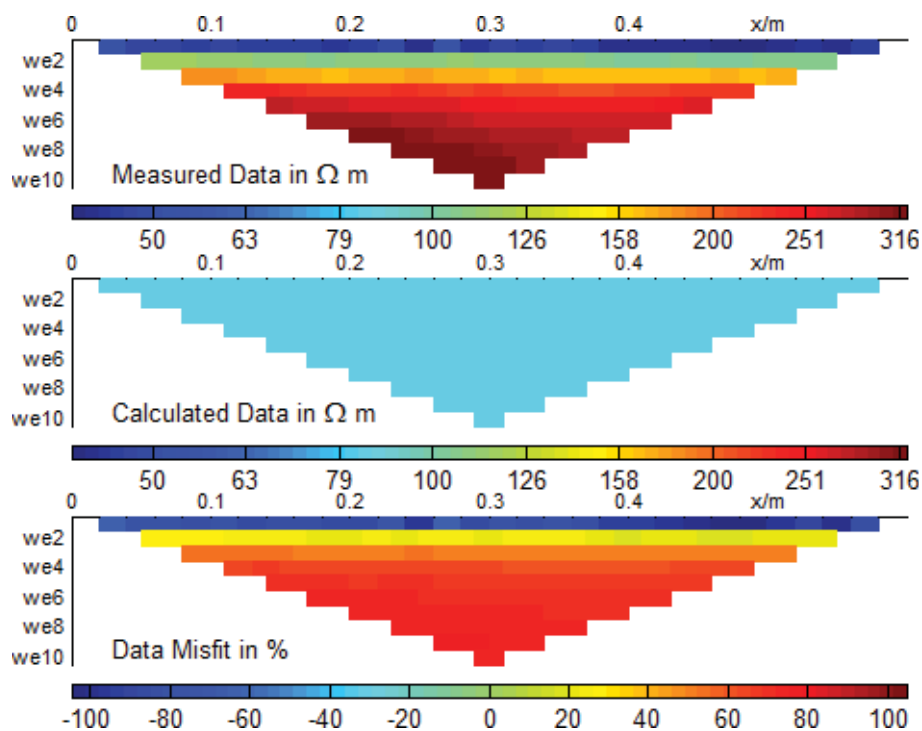 0 0.1 0.2 0.3 0.4 x/m
we2
we4
we6
we8
we10
Measured Data in Ω m
50 63 79 100 126 158 200 251 316
0 0.1 0.2 0.3 0.4 x/m
we2
we4
we6
we8
we10
Calculated Data in Ω m
50 63 79 100 126 158 200 251 316
0 0.1 0.2 0.3 0.4 x/m
we2
we4
we6
we8
we10
Data Misfit in %
-100 -80 -60 -40 -20 0 20 40 60 80 100